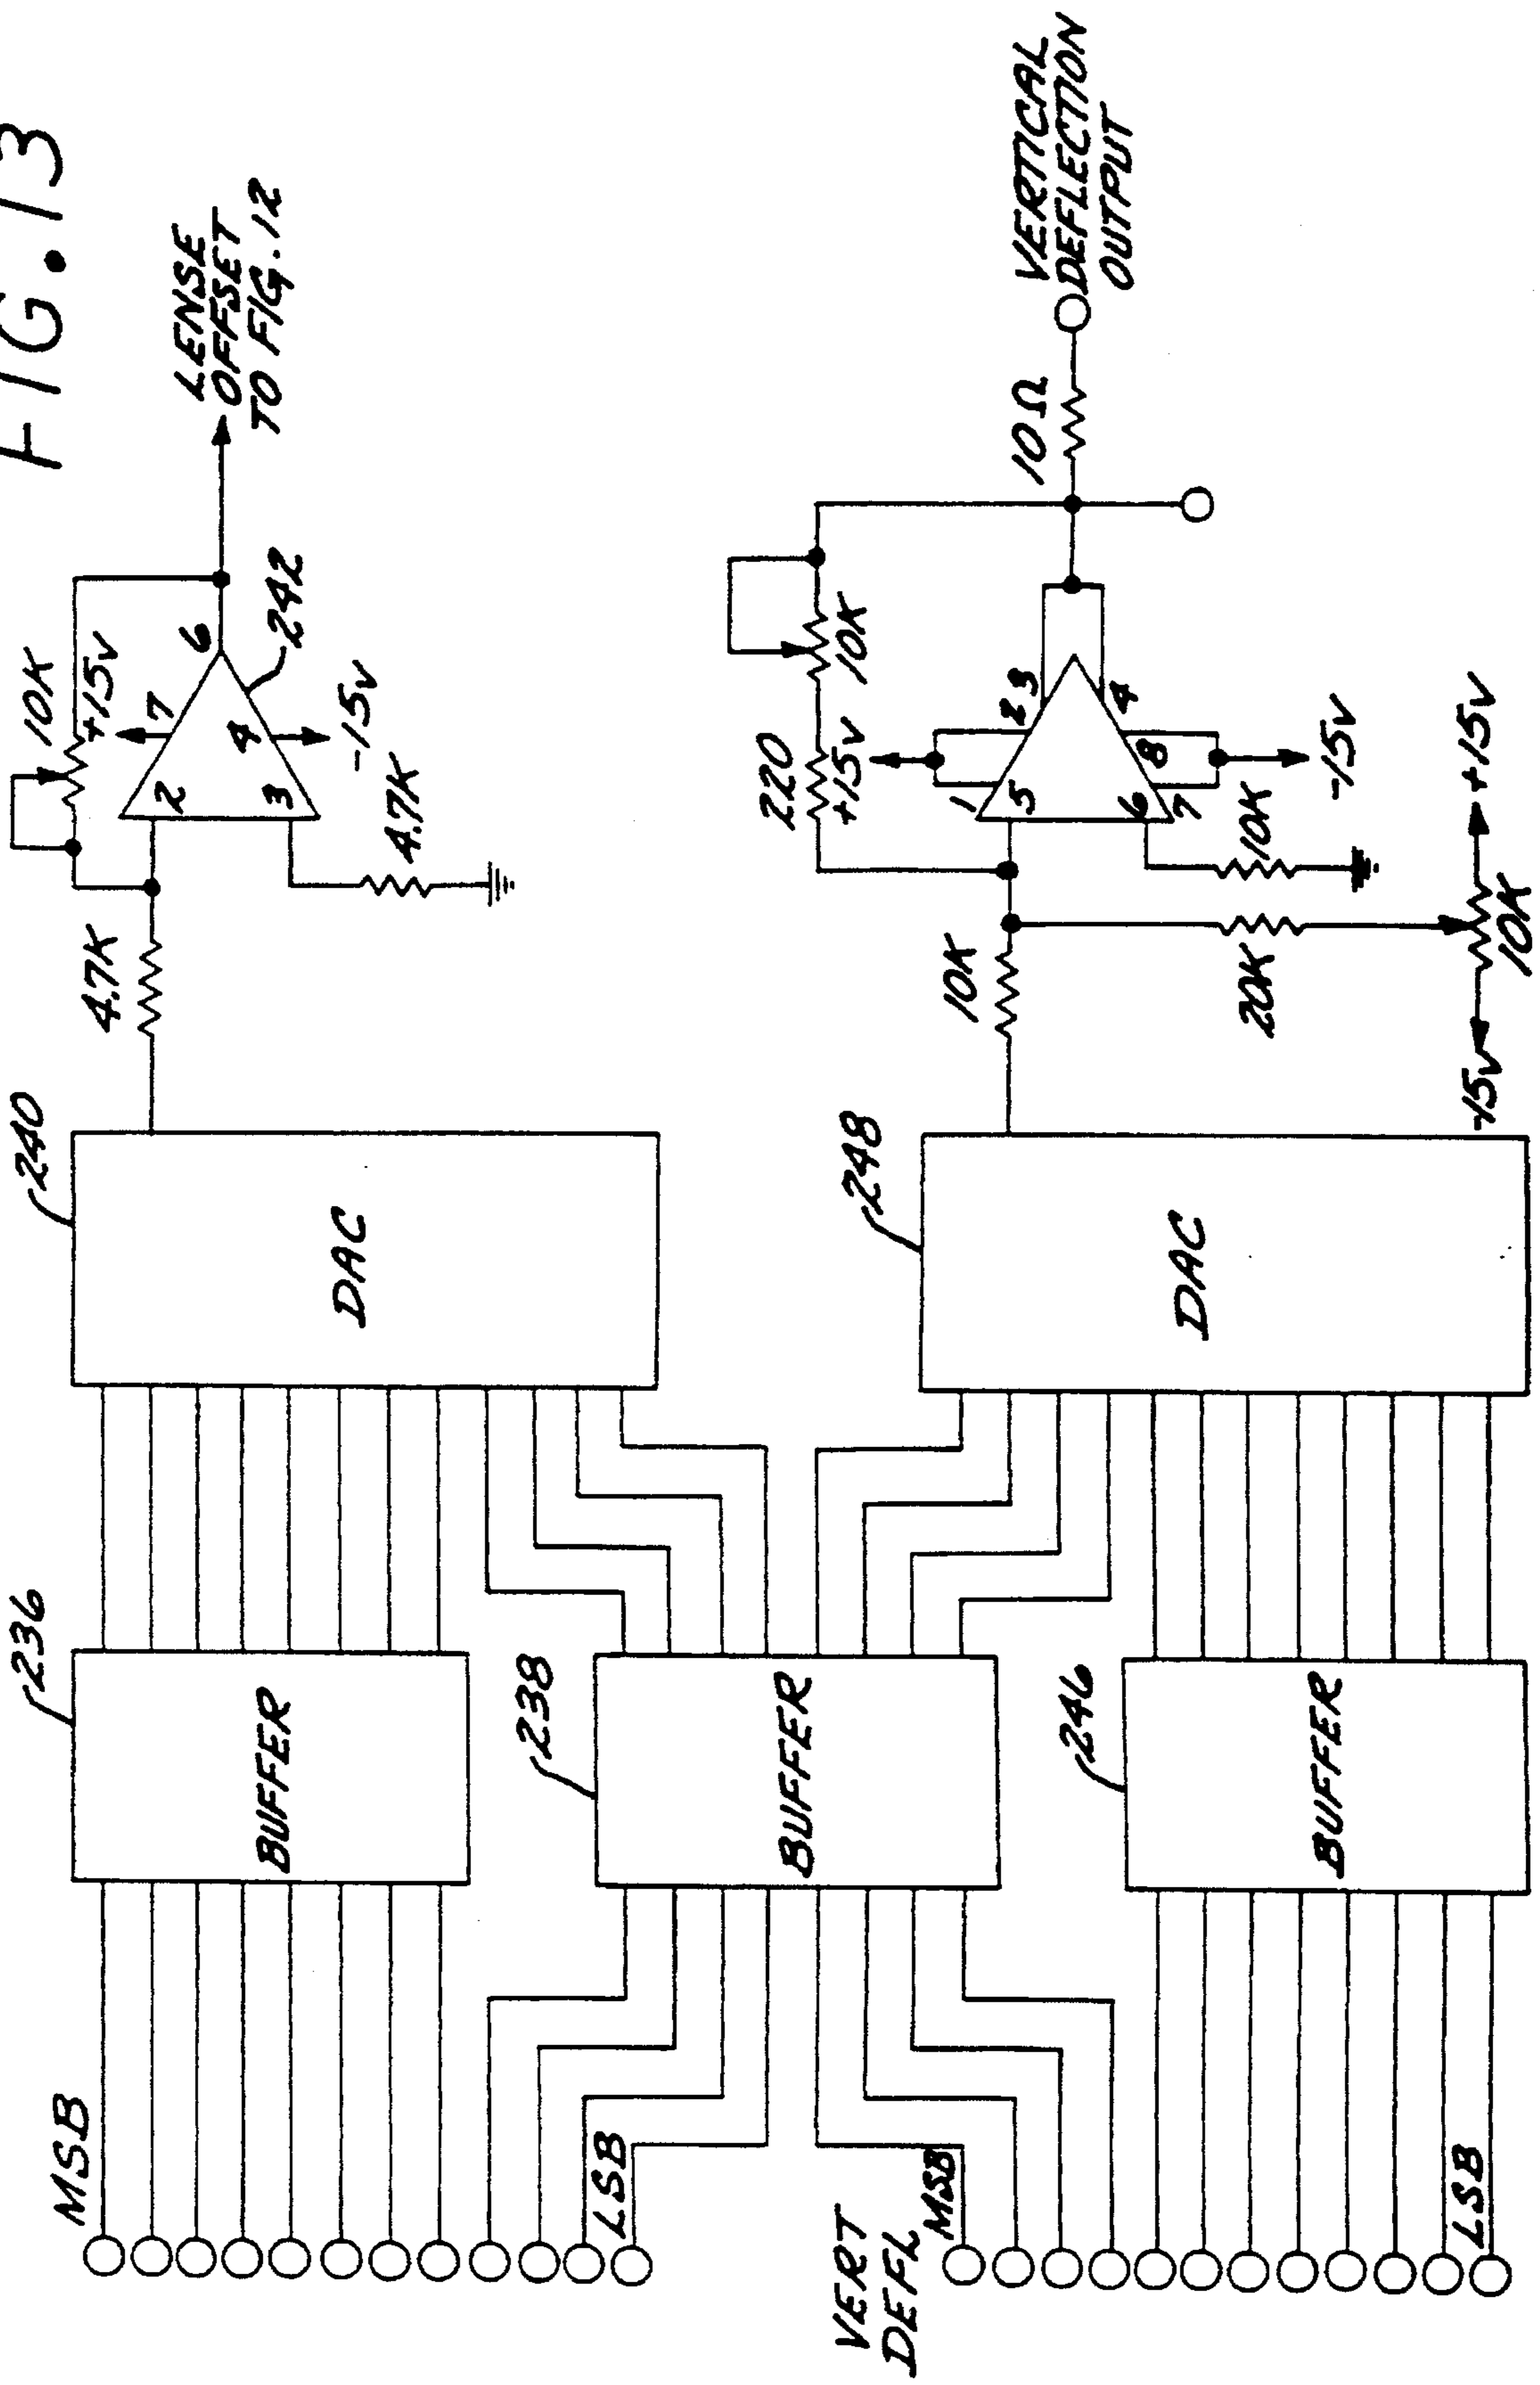 FIG. 13
MSB
LSB
236
BUFFER
238
BUFFER
240
DAC
4.7K
10K
+15V
7
2
6
4
3
242
-15V
4.7K
LENSE
OFFSET
TO FIG. 12
VERT
DEFL
MSB
LSB
246
BUFFER
248
DAC
10K
220
10K
+15V
1
2
5
3
4
6
8
7
-15V
10K
20K
-15V
10K
+15V
10Ω
VERTICAL
DEFLECTION
OUTPUT